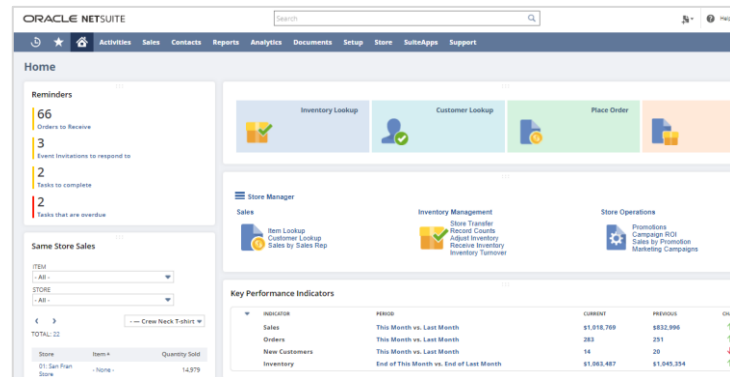 ORACLE NETSUITE
Search
Help
Activities Sales Contacts Reports Analytics Documents Setup Store SuiteApps Support
Home
Reminders
66
Orders to Receive
3
Event Invitations to respond to
2
Tasks to complete
2
Tasks that are overdue
Inventory Lookup
Customer Lookup
Place Order
Store Manager
Sales
Item Lookup
Customer Lookup
Sales by Sales Rep
Inventory Management
Store Transfer
Record Counts
Adjust Inventory
Receive Inventory
Inventory Turnover
Store Operations
Promotions
Campaign ROI
Sales by Promotion
Marketing Campaigns
Same Store Sales
ITEM
- All -
STORE
- All -
- — Crew Neck T-shirt
TOTAL: 22
Store Item Quantity Sold
01: San Fran Store - None - 14,979
Key Performance Indicators
INDICATOR PERIOD CURRENT PREVIOUS
Sales This Month vs. Last Month $1,018,769 $832,996
Orders This Month vs. Last Month 283 251
New Customers This Month vs. Last Month 14 20
Inventory End of This Month vs. End of Last Month $1,063,487 $1,045,354